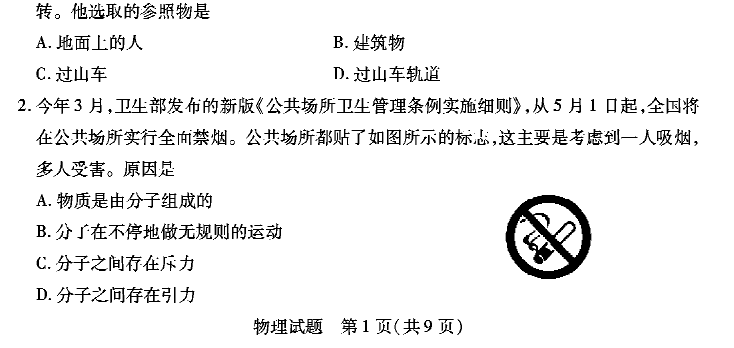 转。他选取的参照物是
A. 地面上的人 B. 建筑物
C. 过山车 D. 过山车轨道
2. 今年3月,卫生部发布的新版《公共场所卫生管理条例实施细则》,从5月1日起,全国将
在公共场所实行全面禁烟。公共场所都贴了如图所示的标志,这主要是考虑到一人吸烟,
多人受害。原因是
A. 物质是由分子组成的
B. 分子在不停地做无规则的运动
C. 分子之间存在斥力
D. 分子之间存在引力
物理试题 第1页(共9页)